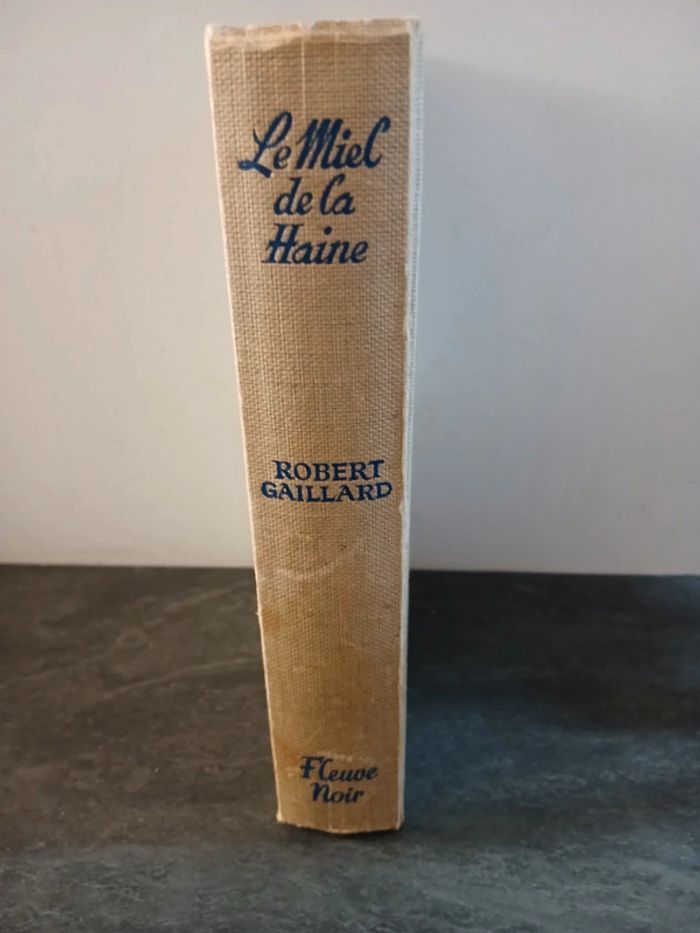 Le Miel
de la
Haine
ROBERT
GAILLARD
Fleuve
Noir